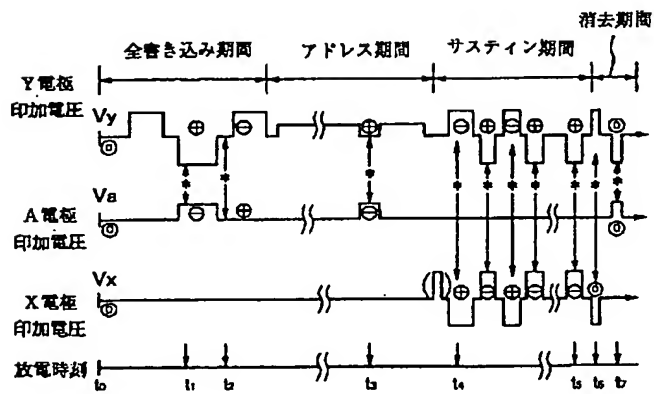 消去期間
全書き込み期間 アドレス期間 サスティン期間
Y電極
印加電圧
Vy
⊕ ⊖ ⊕ ⊖ ⊕ ⊖ ⊕ ⊕ ◎
◎
* * * * * * * * * *
Va
A電極
印加電圧
⊖ ⊕ ⊖
◎ ◎
Vx
X電極
印加電圧
◎
( ) ⊕ ⊖ ⊕ ⊖ ⊖ ◎
放電時刻
t₀ t₁ t₂ t₃ t₄ t₅ t₆ t₇